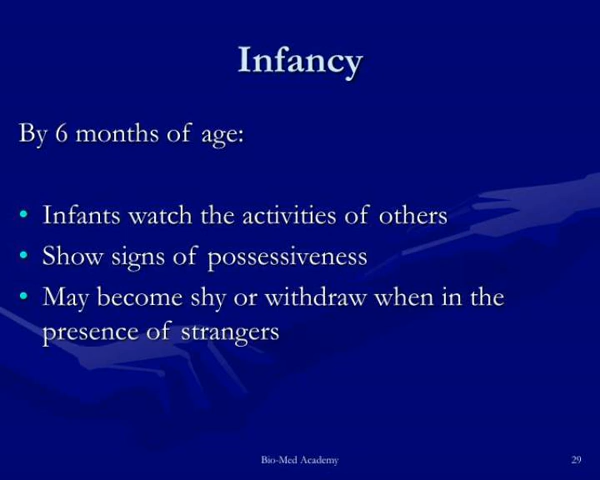 Infancy
By 6 months of age:
• Infants watch the activities of others
• Show signs of possessiveness
• May become shy or withdraw when in the
presence of strangers
Bio-Med Academy
29